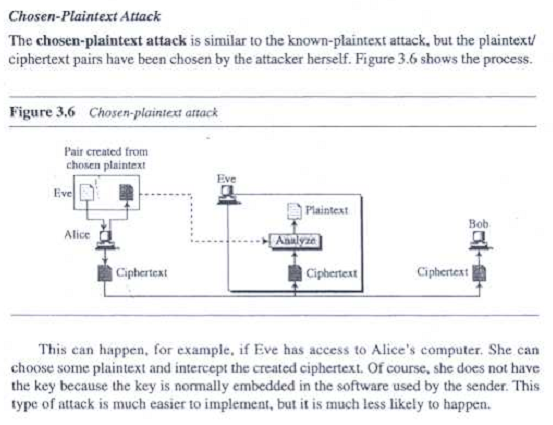 Chosen-Plaintext Attack
The chosen-plaintext attack is similar to the known-plaintext attack, but the plaintext/
ciphertext pairs have been chosen by the attacker herself. Figure 3.6 shows the process.
Figure 3.6 Chosen-plaintext attack
Pair created from
chosen plaintext
Eve
Eve
Plaintext
Alice
Bob
Analyze
Ciphertext
Ciphertext
Ciphertext
This can happen, for example, if Eve has access to Alice's computer. She can
choose some plaintext and intercept the created ciphertext. Of course, she does not have
the key because the key is normally embedded in the software used by the sender. This
type of attack is much easier to implement, but it is much less likely to happen.